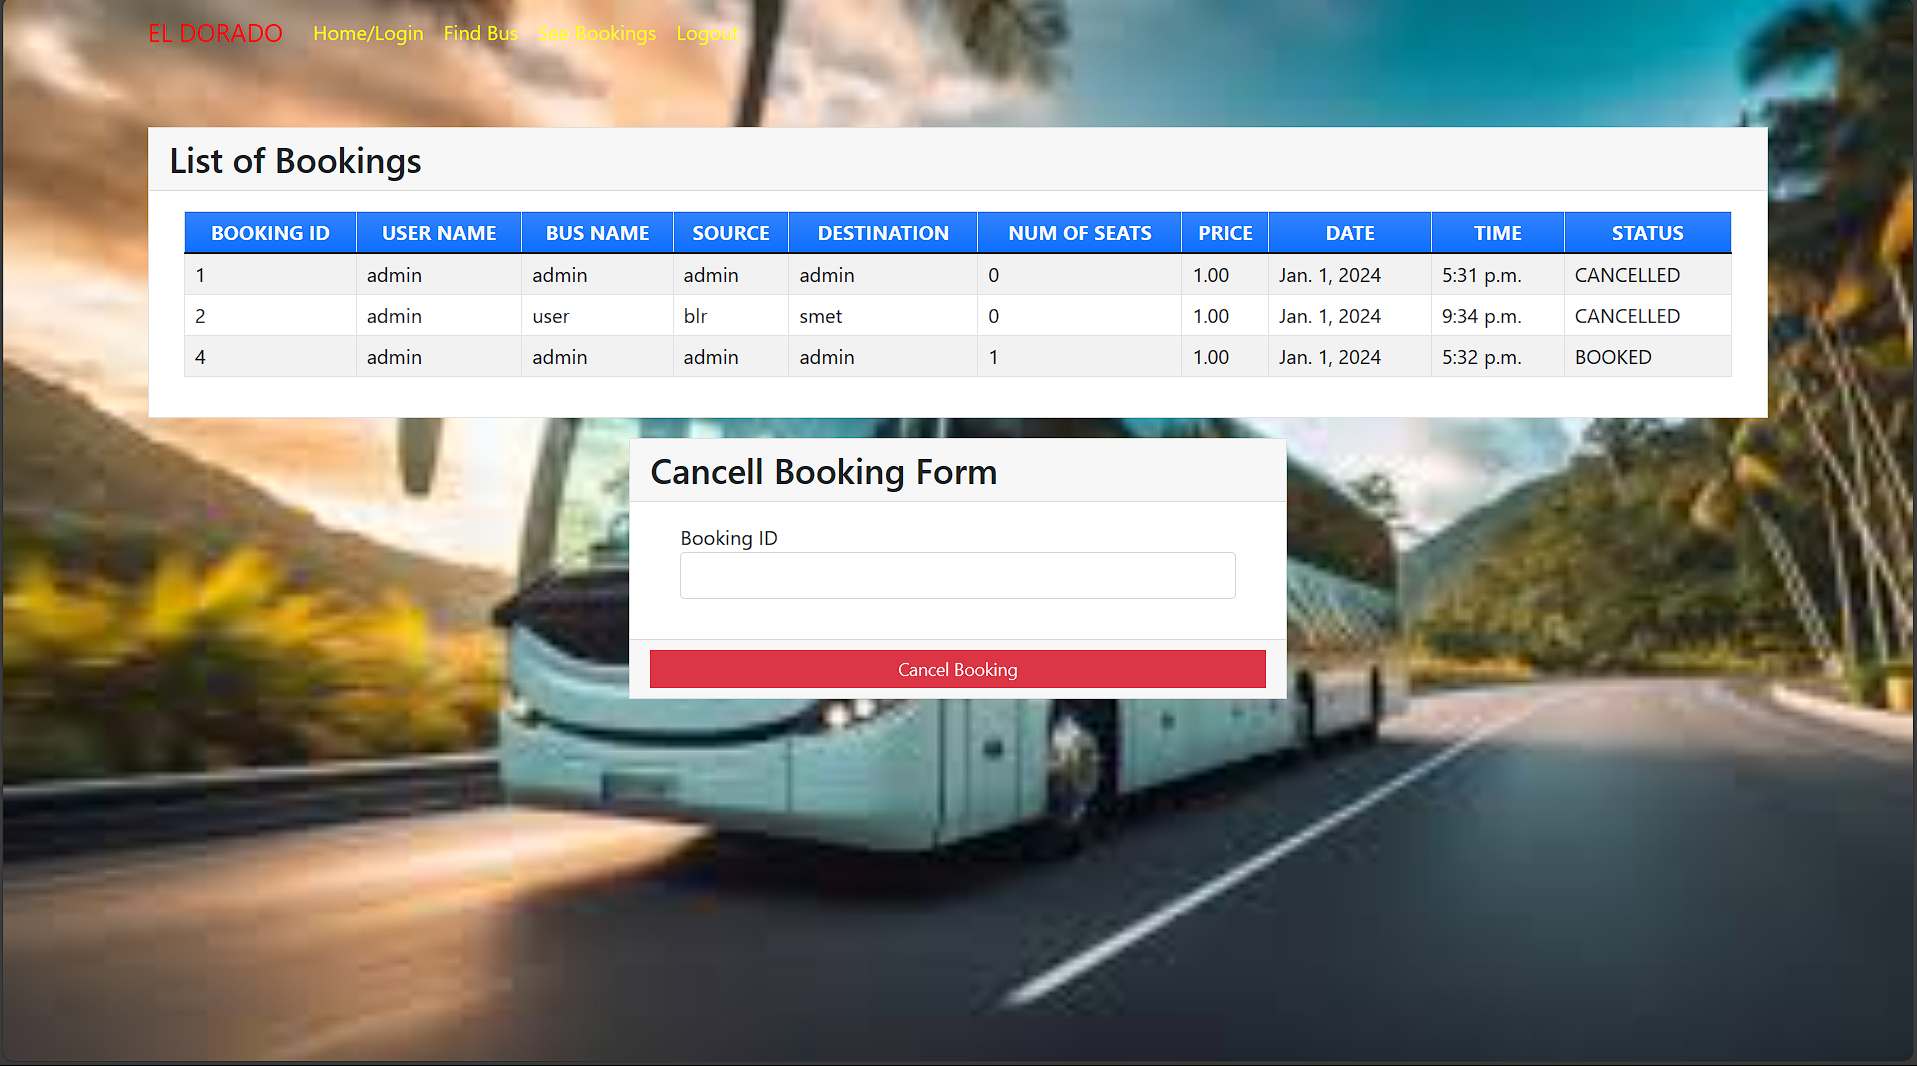 EL DORADO Home/Login Find Bus See Bookings Logout
List of Bookings
BOOKING ID USER NAME BUS NAME SOURCE DESTINATION NUM OF SEATS PRICE DATE TIME STATUS
1 admin admin admin admin 0 1.00 Jan. 1, 2024 5:31 p.m. CANCELLED
2 admin user blr smet 0 1.00 Jan. 1, 2024 9:34 p.m. CANCELLED
4 admin admin admin admin 1 1.00 Jan. 1, 2024 5:32 p.m. BOOKED
Cancell Booking Form
Booking ID
Cancel Booking